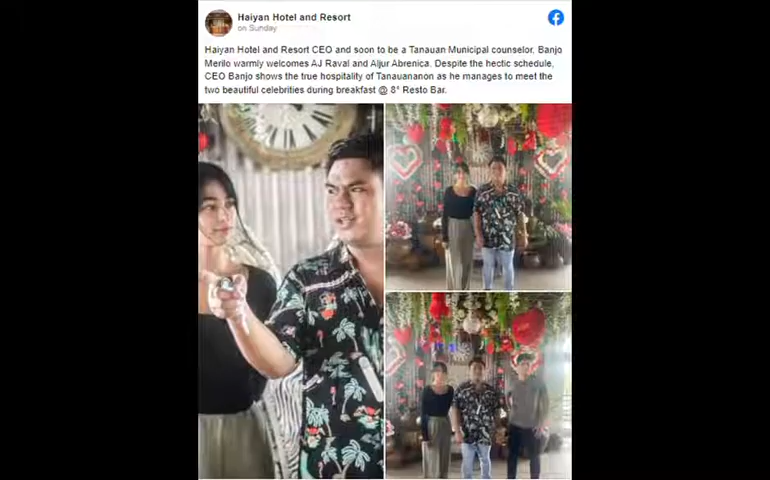 Haiyan Hotel and Resort
on Sunday
Haiyan Hotel and Resort CEO and soon to be a Tanauan Municipal counselor, Banjo
Merilo warmly welcomes AJ Raval and Aljur Abrenica. Despite the hectic schedule,
CEO Banjo shows the true hospitality of Tanauananon as he manages to meet the
two beautiful celebrities during breakfast @ 8° Resto Bar.